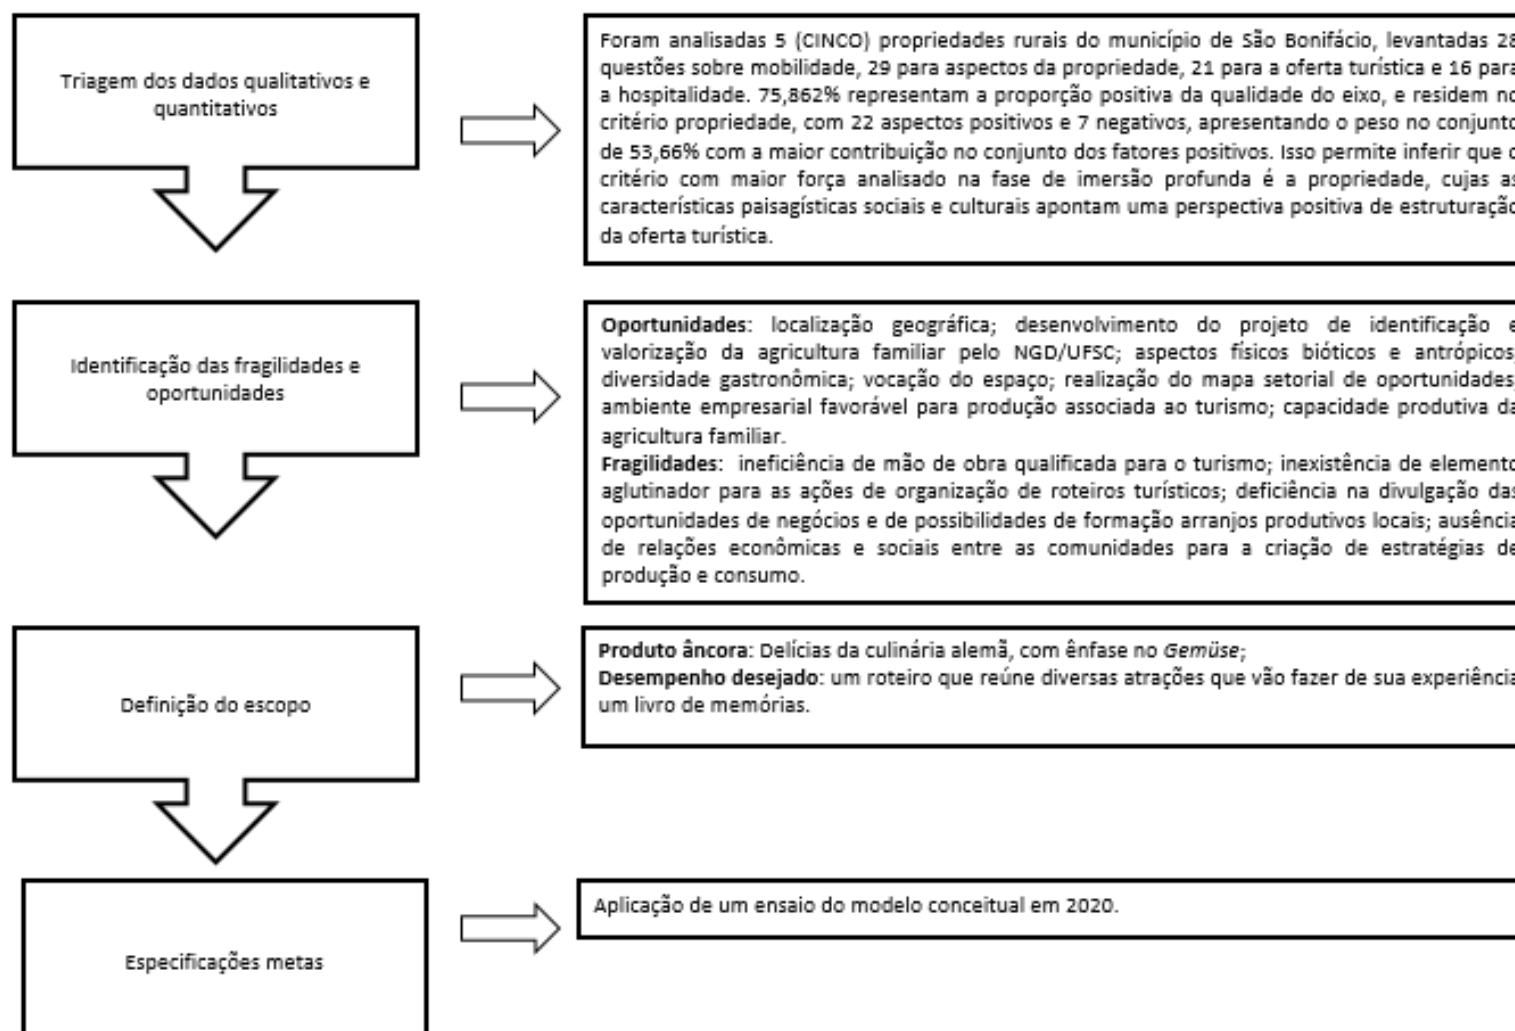 Triagem dos dados qualitativos e
quantitativos
Foram analisadas 5 (CINCO) propriedades rurais do município de São Bonifácio, levantadas 28
questões sobre mobilidade, 29 para aspectos da propriedade, 21 para a oferta turística e 16 para
a hospitalidade. 75,862% representam a proporção positiva da qualidade do eixo, e residem no
critério propriedade, com 22 aspectos positivos e 7 negativos, apresentando o peso no conjunto
de 53,66% com a maior contribuição no conjunto dos fatores positivos. Isso permite inferir que o
critério com maior força analisado na fase de imersão profunda é a propriedade, cujas as
características paisagísticas sociais e culturais apontam uma perspectiva positiva de estruturação
da oferta turística.
Identificação das fragilidades e
oportunidades
Oportunidades: localização geográfica; desenvolvimento do projeto de identificação e
valorização da agricultura familiar pelo NGD/UFSC; aspectos físicos bióticos e antrópicos;
diversidade gastronômica; vocação do espaço; realização do mapa setorial de oportunidades;
ambiente empresarial favorável para produção associada ao turismo; capacidade produtiva da
agricultura familiar.
Fragilidades: ineficiência de mão de obra qualificada para o turismo; inexistência de elemento
aglutinador para as ações de organização de roteiros turísticos; deficiência na divulgação das
oportunidades de negócios e de possibilidades de formação arranjos produtivos locais; ausência
de relações econômicas e sociais entre as comunidades para a criação de estratégias de
produção e consumo.
Definição do escopo
Produto âncora: Delícias da culinária alemã, com ênfase no Gemüse;
Desempenho desejado: um roteiro que reúne diversas atrações que vão fazer de sua experiência
um livro de memórias.
Especificações metas
Aplicação de um ensaio do modelo conceitual em 2020.